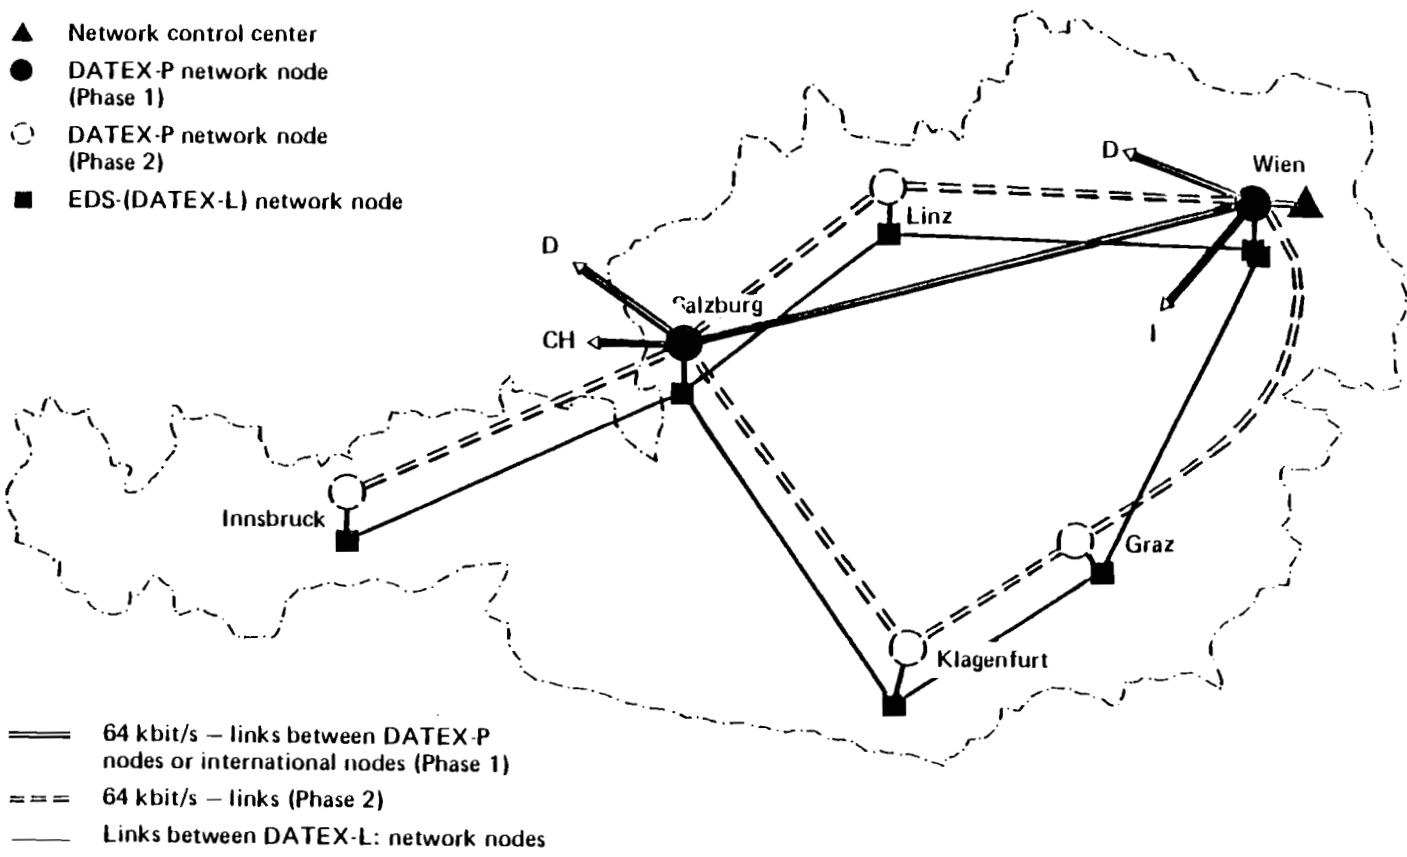 Network control center
DATEX-P network node
(Phase 1)
DATEX-P network node
(Phase 2)
EDS-(DATEX-L) network node
D
Wien
Linz
D
Salzburg
CH
I
Innsbruck
Graz
Klagenfurt
64 kbit/s — links between DATEX-P
nodes or international nodes (Phase 1)
64 kbit/s — links (Phase 2)
Links between DATEX-L: network nodes